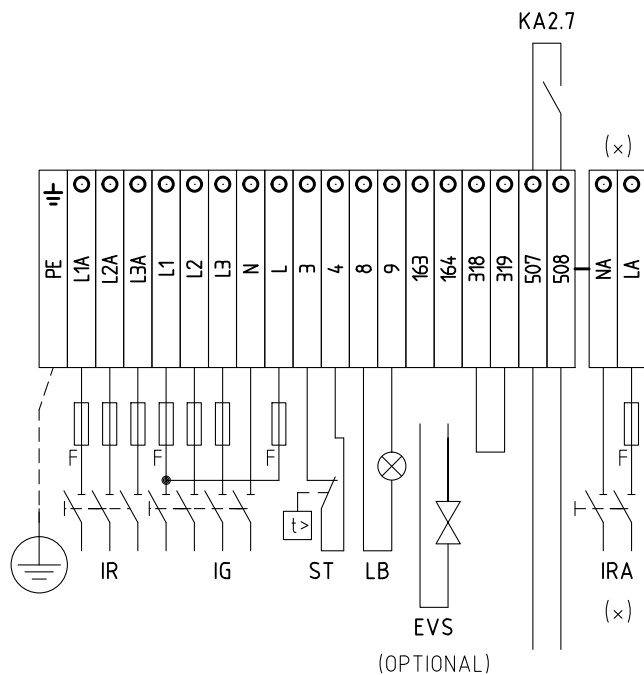 KA2.7
(x)
PE L1A L2A L3A L1 L2 L3 N L 3 4 8 9 163 164 318 319 507 508 NA LA
F F F F
t>
IR IG ST LB IRA
(x)
EVS
(OPTIONAL)